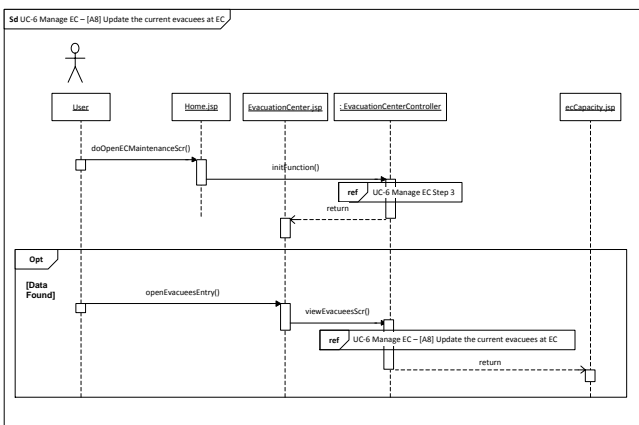 Sd UC-6 Manage EC – [A8] Update the current evacuees at EC
User
Home.jsp
EvacuationCenter.jsp
: EvacuationCenterController
ecCapacity.jsp
doOpenECMaintenanceScr()
initFunction()
ref UC-6 Manage EC Step 3
return
Opt
[Data
Found]
openEvacueesEntry()
viewEvacueesScr()
ref UC-6 Manage EC – [A8] Update the current evacuees at EC
return